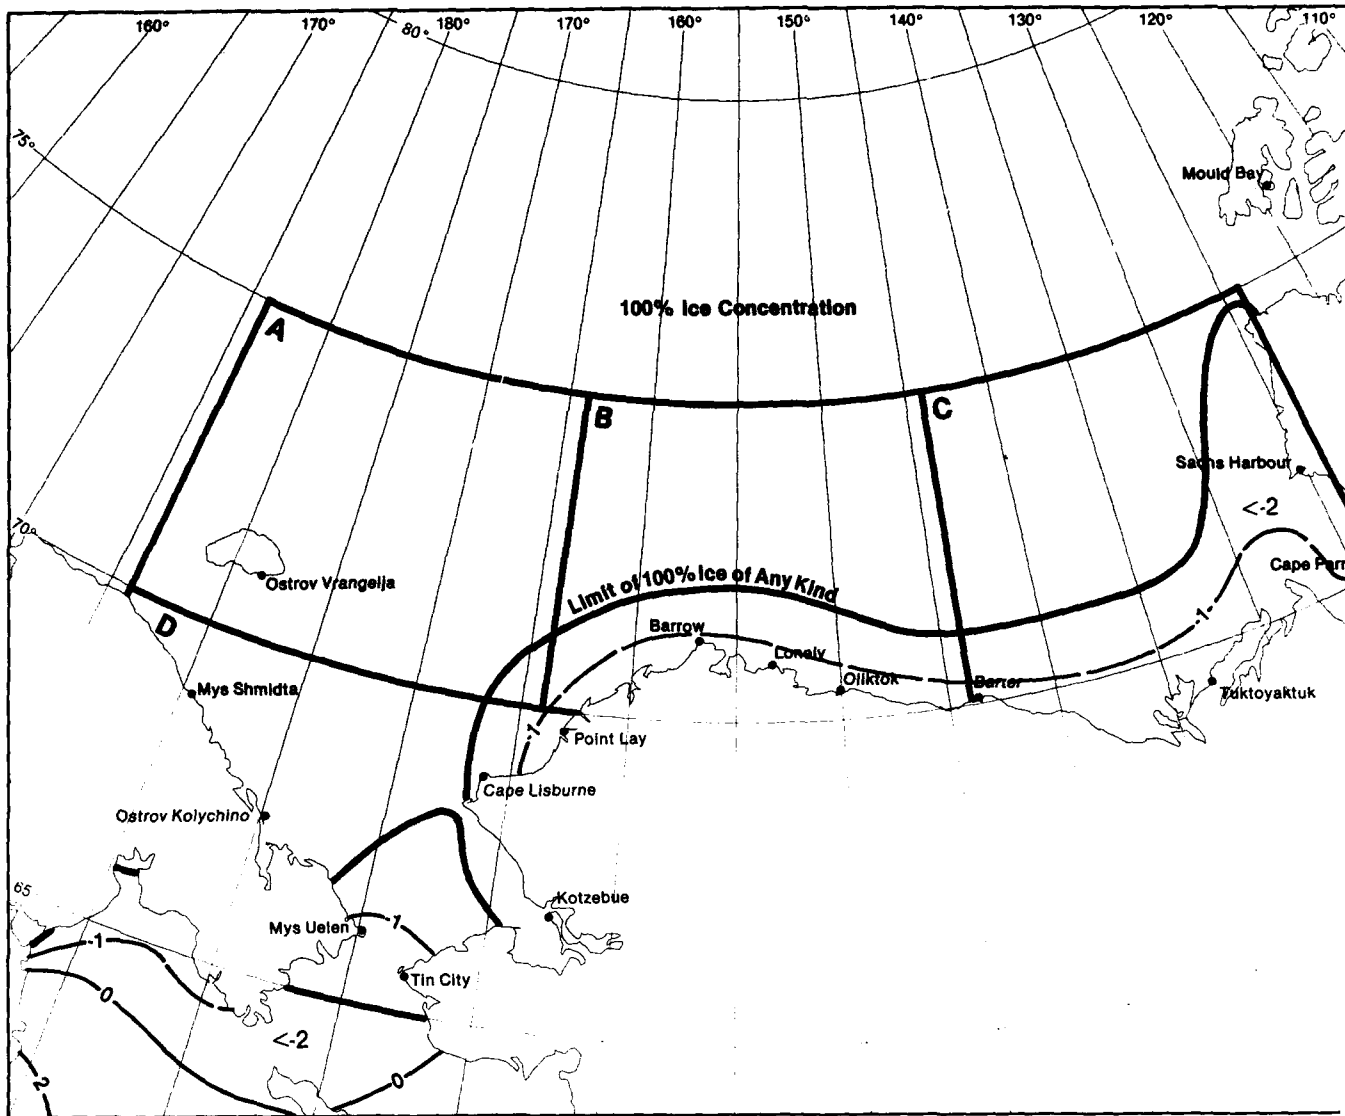 160° 170° 80° 180° 170° 160° 150° 140° 130° 120° 110°
75°
Mould Bay
100% Ice Concentration
A
B
C
Sachs Harbour
<-2
70°
Ostrov Vrangelja
Limit of 100% Ice of Any Kind
Cape Parr
D
Barrow
-1-
Lonely
Mys Shmidta
Oliktok
Barter
Tuktoyaktuk
-1
Point Lay
Cape Lisburne
Ostrov Kolychino
65
Kotzebue
Mys Uelen
-1
-1
Tin City
0
<-2
2
0